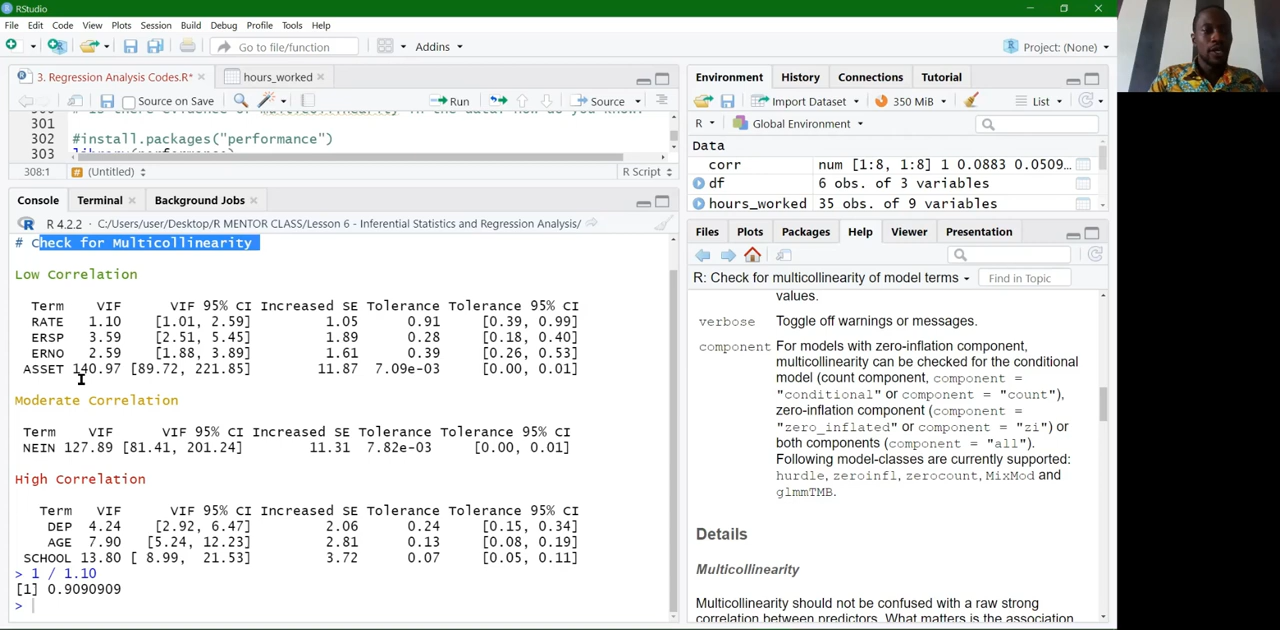 RStudio
File Edit Code View Plots Session Build Debug Profile Tools Help
Go to file/function
Addins
Project: (None)
3. Regression Analysis Codes.R*
hours_worked
Source on Save
Run
Source
301
#install.packages("performance")
302
303
308:1
(Untitled)
R Script
Console
Terminal
Background Jobs
R 4.2.2 · C:/Users/user/Desktop/R MENTOR CLASS/Lesson 6 - Inferential Statistics and Regression Analysis/
# Check for Multicollinearity
Low Correlation
Term VIF VIF 95% CI Increased SE Tolerance Tolerance 95% CI
RATE 1.10 [1.01, 2.59] 1.05 0.91 [0.39, 0.99]
ERSP 3.59 [2.51, 5.45] 1.89 0.28 [0.18, 0.40]
ERNO 2.59 [1.88, 3.89] 1.61 0.39 [0.26, 0.53]
ASSET 140.97 [89.72, 221.85] 11.87 7.09e-03 [0.00, 0.01]
Moderate Correlation
Term VIF VIF 95% CI Increased SE Tolerance Tolerance 95% CI
NEIN 127.89 [81.41, 201.24] 11.31 7.82e-03 [0.00, 0.01]
High Correlation
Term VIF VIF 95% CI Increased SE Tolerance Tolerance 95% CI
DEP 4.24 [2.92, 6.47] 2.06 0.24 [0.15, 0.34]
AGE 7.90 [5.24, 12.23] 2.81 0.13 [0.08, 0.19]
SCHOOL 13.80 [ 8.99, 21.53] 3.72 0.07 [0.05, 0.11]
> 1 / 1.10
[1] 0.9090909
>
Environment
History
Connections
Tutorial
Import Dataset
350 MiB
List
R
Global Environment
Data
corr num [1:8, 1:8] 1 0.0883 0.0509…
df 6 obs. of 3 variables
hours_worked 35 obs. of 9 variables
Files
Plots
Packages
Help
Viewer
Presentation
R: Check for multicollinearity of model terms
Find in Topic
values.
verbose Toggle off warnings or messages.
component For models with zero-inflation component,
multicollinearity can be checked for the conditional
model (count component, component =
"conditional" or component = "count"),
zero-inflation component (component =
"zero_inflated" or component = "zi") or
both components (component = "all").
Following model-classes are currently supported:
hurdle, zeroinfl, zerocount, MixMod and
glmmTMB.
Details
Multicollinearity
Multicollinearity should not be confused with a raw strong
correlation between predictors. What matters is the association